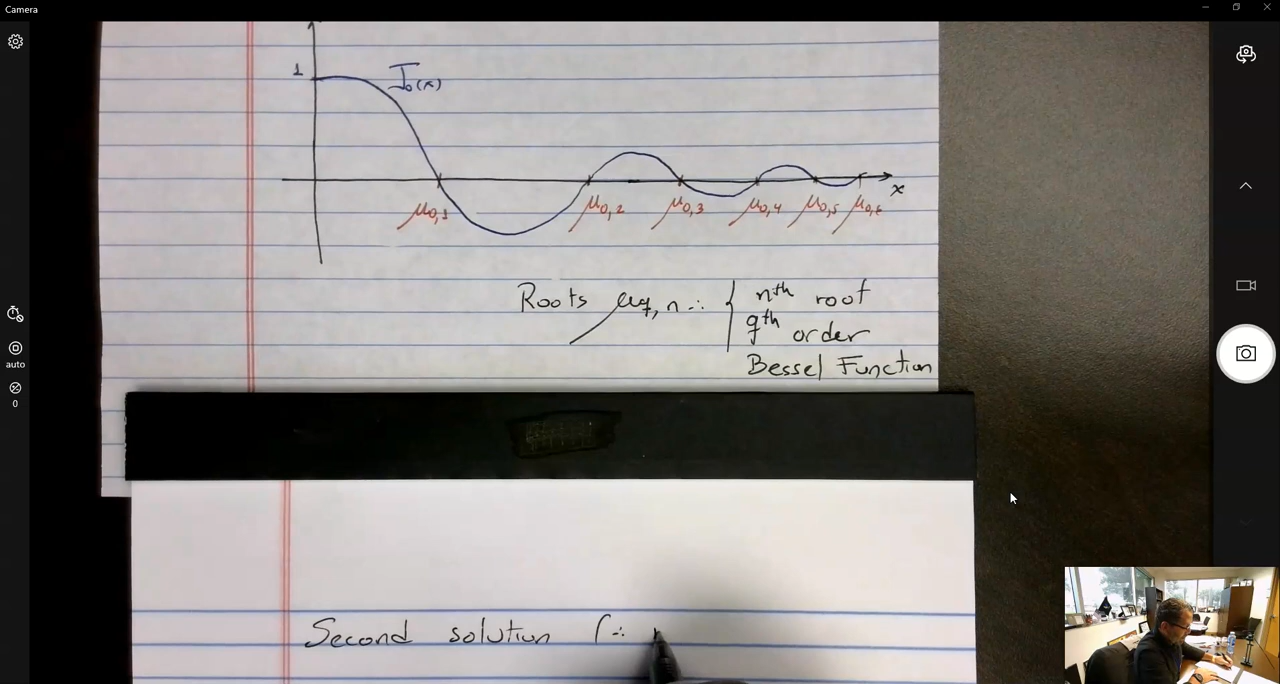 Camera
1
J₀(x)
x
μ0,1 μ0,2 μ0,3 μ0,4 μ0,5 μ0,6
auto
0
Roots μq,n ∴ { nth root
qth order
Bessel Function
Second solution (∴